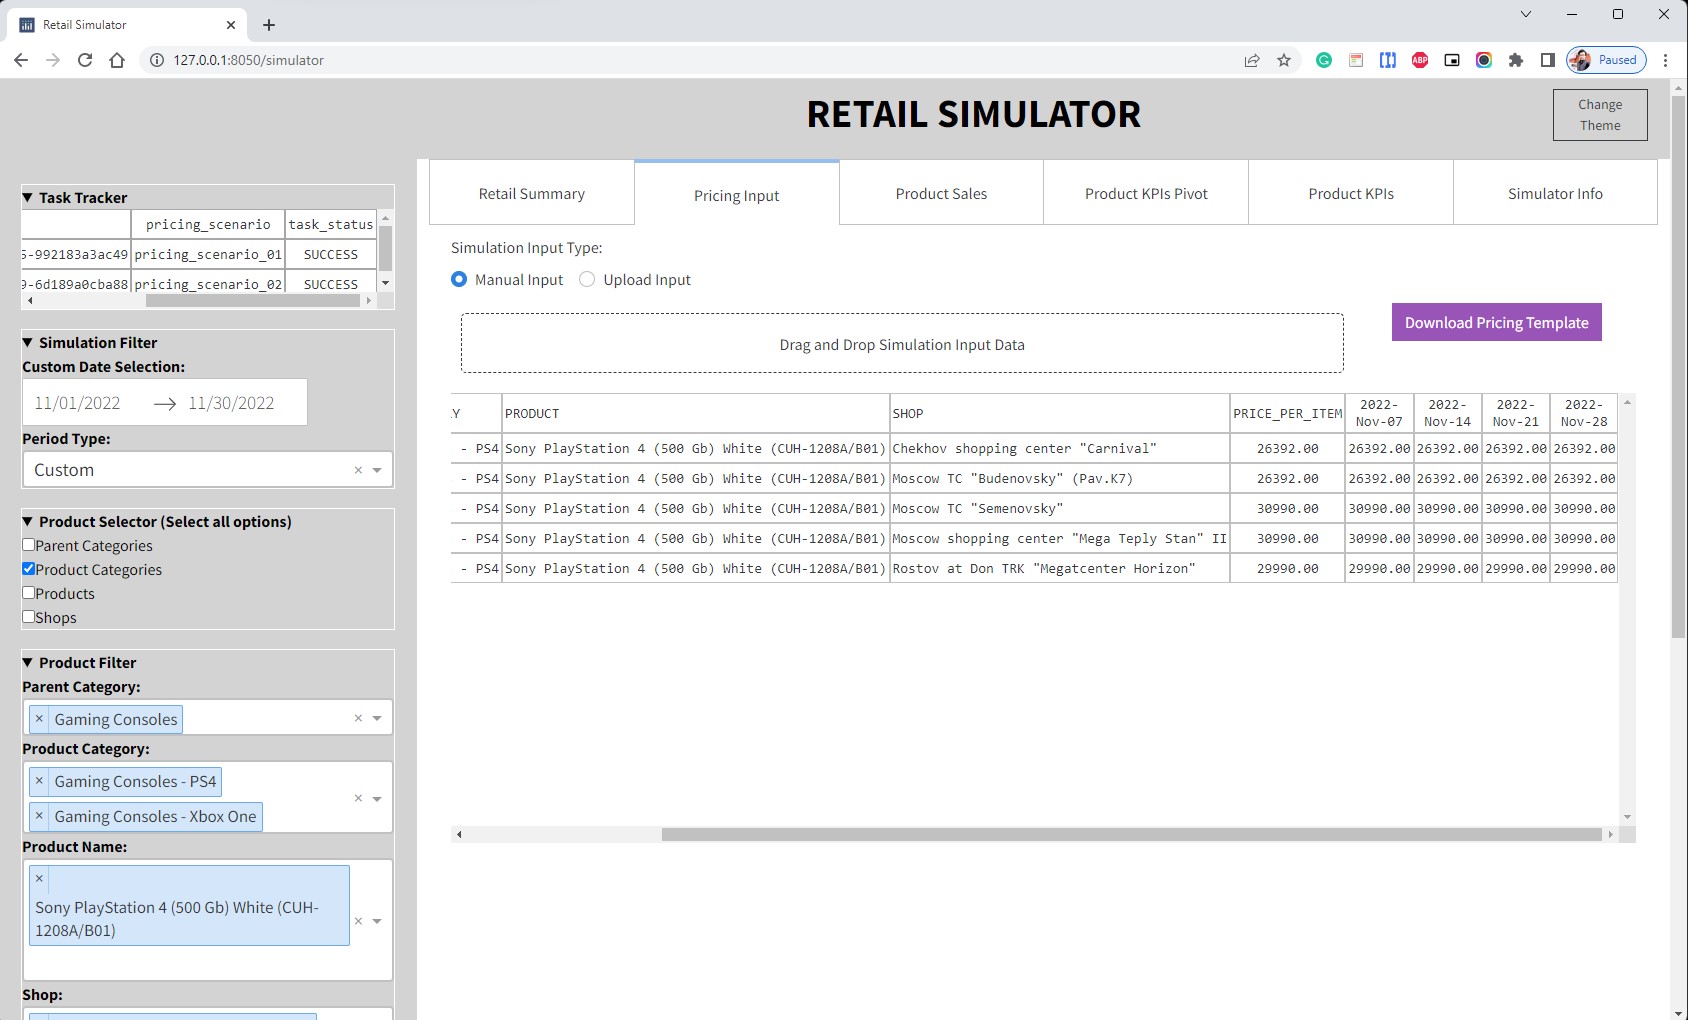 Retail Simulator
127.0.0.1:8050/simulator
ABP
Paused
RETAIL SIMULATOR
Change
Theme
Task Tracker
pricing_scenario task_status
5-992183a3ac49 pricing_scenario_01 SUCCESS
9-6d189a0cba88 pricing_scenario_02 SUCCESS
Simulation Filter
Custom Date Selection:
11/01/2022 → 11/30/2022
Period Type:
Custom
Product Selector (Select all options)
Parent Categories
Product Categories
Products
Shops
Product Filter
Parent Category:
× Gaming Consoles
Product Category:
× Gaming Consoles - PS4
× Gaming Consoles - Xbox One
Product Name:
×
Sony PlayStation 4 (500 Gb) White (CUH-
1208A/B01)
Shop:
Retail Summary
Pricing Input
Product Sales
Product KPIs Pivot
Product KPIs
Simulator Info
Simulation Input Type:
Manual Input Upload Input
Drag and Drop Simulation Input Data
Download Pricing Template
Y PRODUCT SHOP PRICE_PER_ITEM 2022-Nov-07 2022-Nov-14 2022-Nov-21 2022-Nov-28
- PS4 Sony PlayStation 4 (500 Gb) White (CUH-1208A/B01) Chekhov shopping center "Carnival" 26392.00 26392.00 26392.00 26392.00 26392.00
- PS4 Sony PlayStation 4 (500 Gb) White (CUH-1208A/B01) Moscow TC "Budenovsky" (Pav.K7) 26392.00 26392.00 26392.00 26392.00 26392.00
- PS4 Sony PlayStation 4 (500 Gb) White (CUH-1208A/B01) Moscow TC "Semenovsky" 30990.00 30990.00 30990.00 30990.00 30990.00
- PS4 Sony PlayStation 4 (500 Gb) White (CUH-1208A/B01) Moscow shopping center "Mega Teply Stan" II 30990.00 30990.00 30990.00 30990.00 30990.00
- PS4 Sony PlayStation 4 (500 Gb) White (CUH-1208A/B01) Rostov at Don TRK "Megatcenter Horizon" 29990.00 29990.00 29990.00 29990.00 29990.00